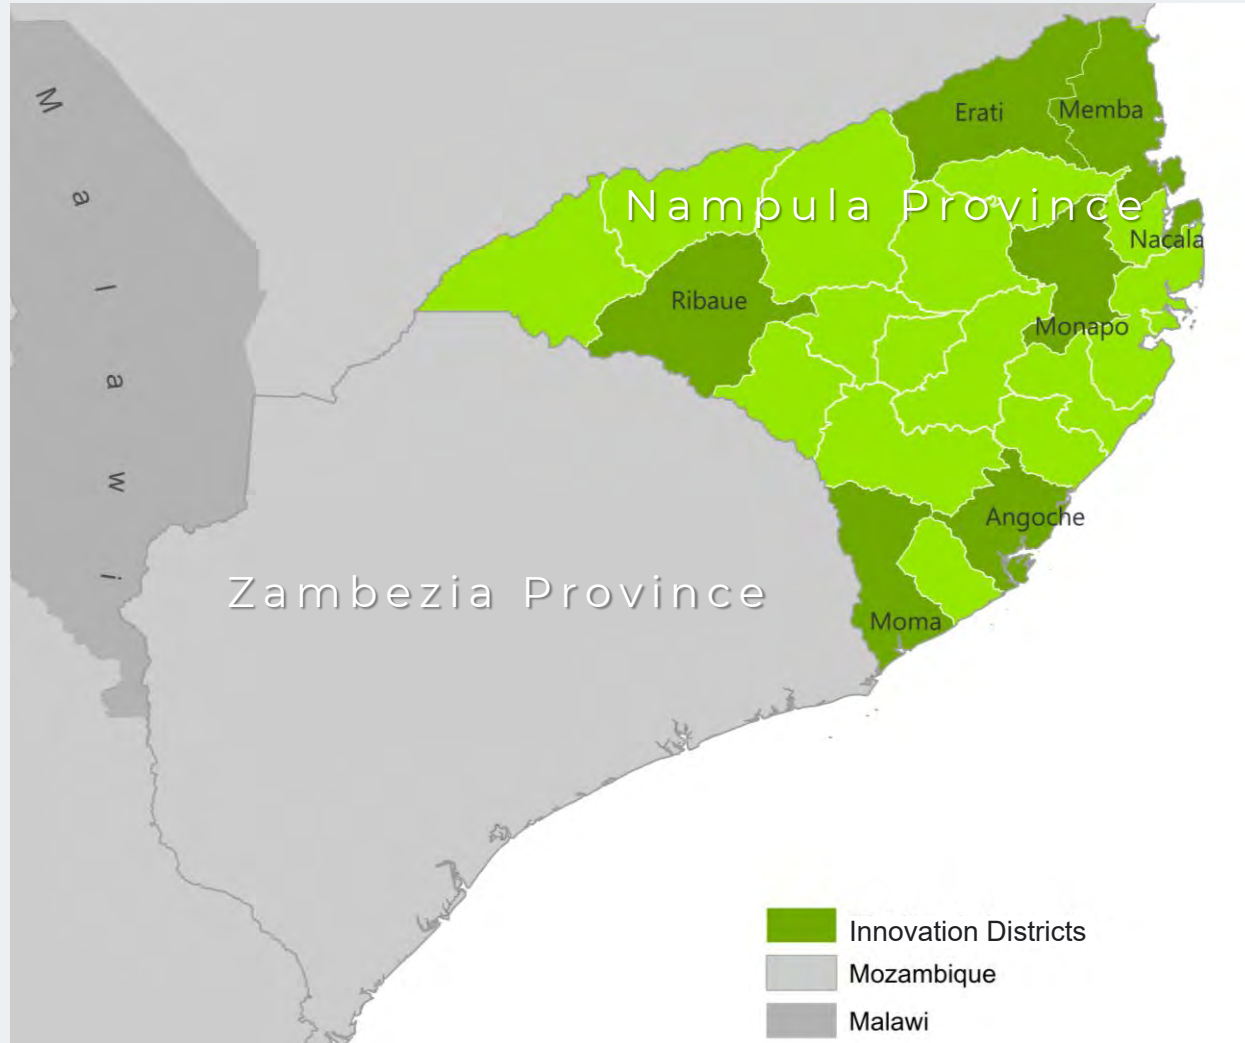 Malawi
Erati
Memba
Nampula Province
Nacala
Ribaue
Monapo
Angoche
Zambezia Province
Moma
Innovation Districts
Mozambique
Malawi